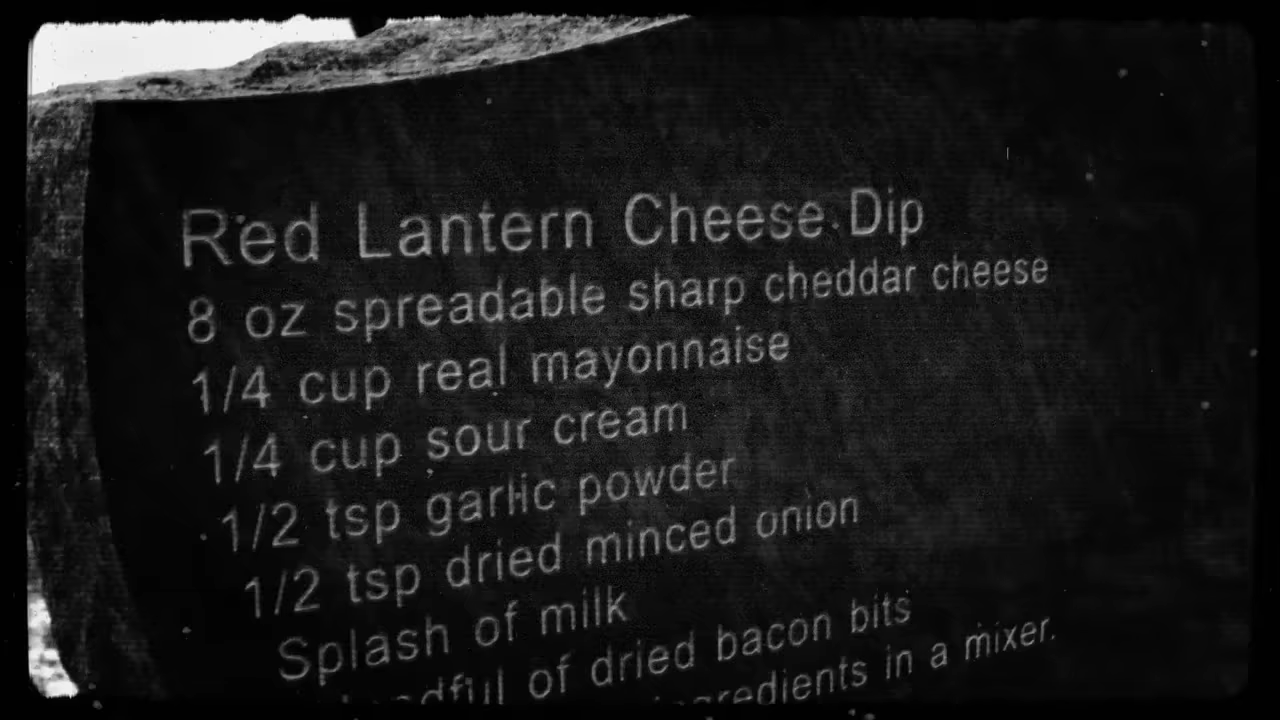 Red Lantern Cheese Dip
8 oz spreadable sharp cheddar cheese
1/4 cup real mayonnaise
1/4 cup sour cream
1/2 tsp garlic powder
1/2 tsp dried minced onion
Splash of milk
of dried bacon bits
ingredients in a mixer.